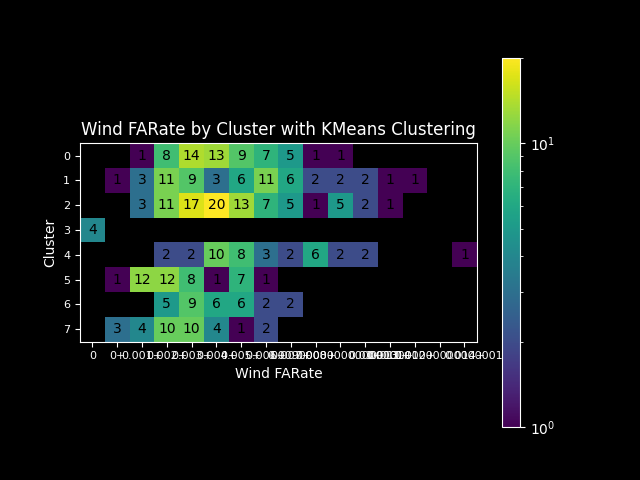 Wind FARate by Cluster with KMeans Clustering
Cluster
0 1 8 14 13 9 7 5 1 1
1 1 3 11 9 3 6 11 6 2 2 2 1 1
2 3 11 17 20 13 7 5 1 5 2 1
3 4
4 2 2 10 8 3 2 6 2 2 1
5 1 12 12 8 1 7 1
6 5 9 6 6 2 2
7 3 4 10 10 4 1 2
0 0+
Wind FARate
10¹
10⁰